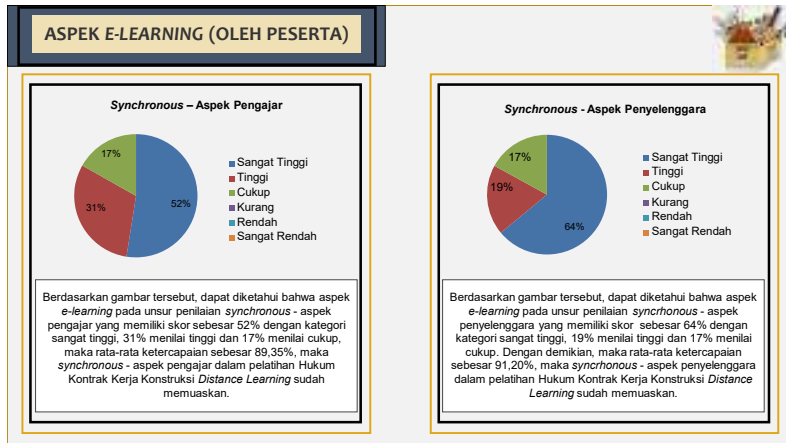 ASPEK E-LEARNING (OLEH PESERTA)
Synchronous – Aspek Pengajar
17%
31%
52%
Sangat Tinggi
Tinggi
Cukup
Kurang
Rendah
Sangat Rendah
Berdasarkan gambar tersebut, dapat diketahui bahwa aspek
e-learning pada unsur penilaian synchronous - aspek
pengajar yang memiliki skor sebesar 52% dengan kategori
sangat tinggi, 31% menilai tinggi dan 17% menilai cukup,
maka rata-rata ketercapaian sebesar 89,35%, maka
synchronous - aspek pengajar dalam pelatihan Hukum
Kontrak Kerja Konstruksi Distance Learning sudah
memuaskan.
Synchronous - Aspek Penyelenggara
17%
19%
64%
Sangat Tinggi
Tinggi
Cukup
Kurang
Rendah
Sangat Rendah
Berdasarkan gambar tersebut, dapat diketahui bahwa aspek
e-learning pada unsur penilaian syncrhonous - aspek
penyelenggara yang memiliki skor sebesar 64% dengan
kategori sangat tinggi, 19% menilai tinggi dan 17% menilai
cukup. Dengan demikian, maka rata-rata ketercapaian
sebesar 91,20%, maka syncrhonous - aspek penyelenggara
dalam pelatihan Hukum Kontrak Kerja Konstruksi Distance
Learning sudah memuaskan.